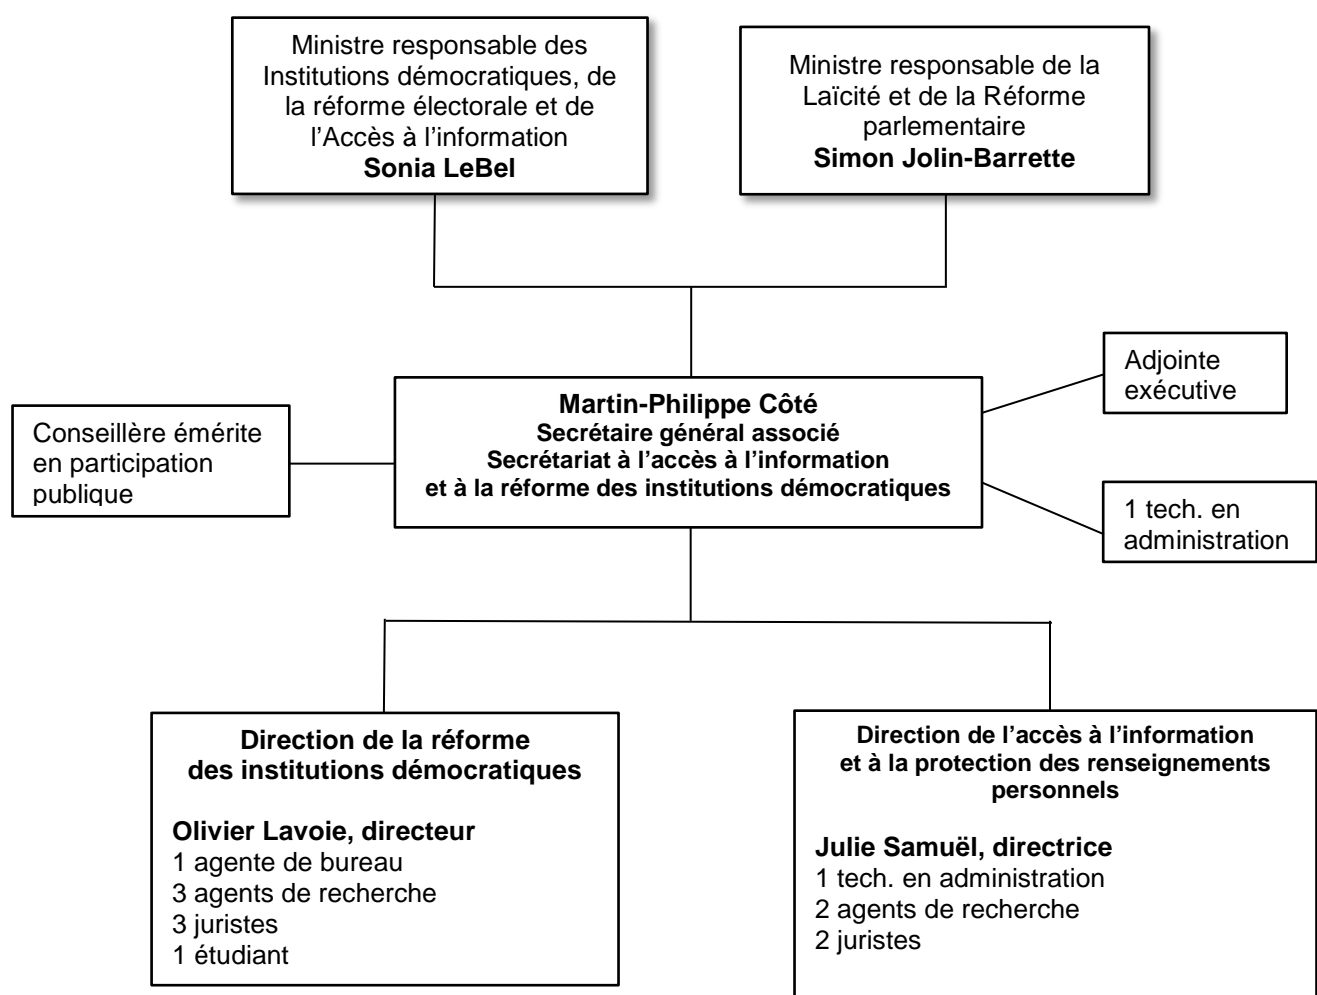 Ministre responsable des
Institutions démocratiques, de
la réforme électorale et de
l’Accès à l’information
Sonia LeBel
Ministre responsable de la
Laïcité et de la Réforme
parlementaire
Simon Jolin-Barrette
Adjointe
exécutive
Martin-Philippe Côté
Secrétaire général associé
Secrétariat à l’accès à l’information
et à la réforme des institutions démocratiques
Conseillère émérite
en participation
publique
1 tech. en
administration
Direction de la réforme
des institutions démocratiques
Olivier Lavoie, directeur
1 agente de bureau
3 agents de recherche
3 juristes
1 étudiant
Direction de l’accès à l’information
et à la protection des renseignements
personnels
Julie Samuël, directrice
1 tech. en administration
2 agents de recherche
2 juristes